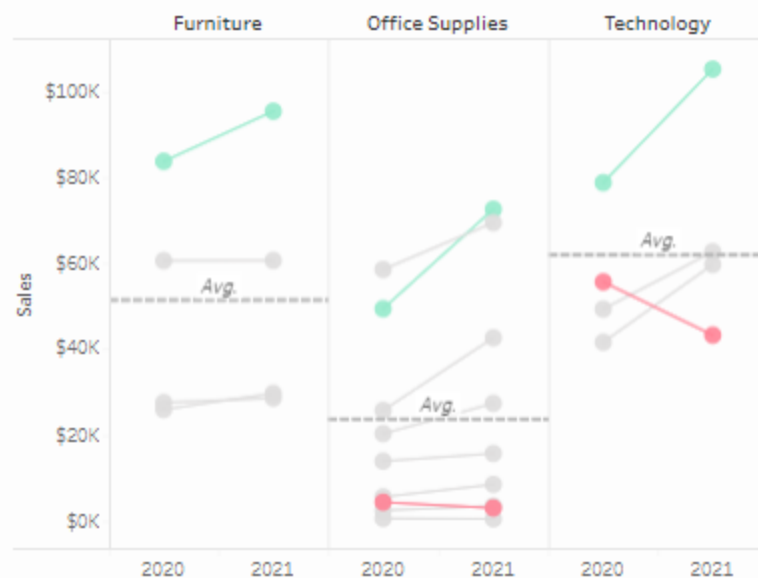 Furniture Office Supplies Technology
$100K
$80K
$60K
$40K
$20K
$0K
Sales
Avg.
Avg.
Avg.
2020 2021 2020 2021 2020 2021